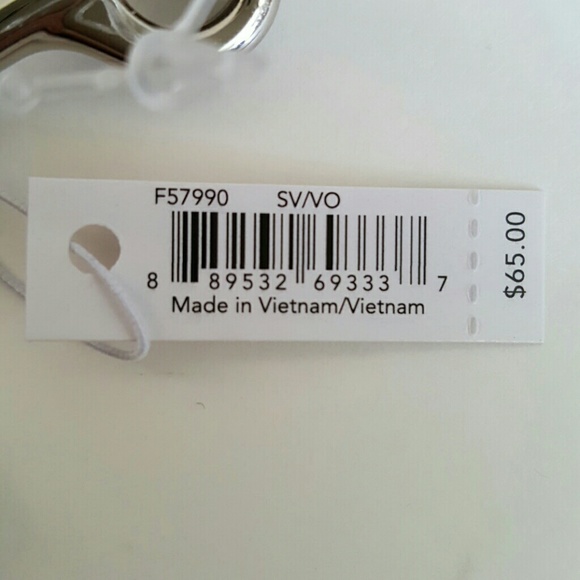 F57990 SV/VO
8 89532 69333 7
Made in Vietnam/Vietnam
$65.00